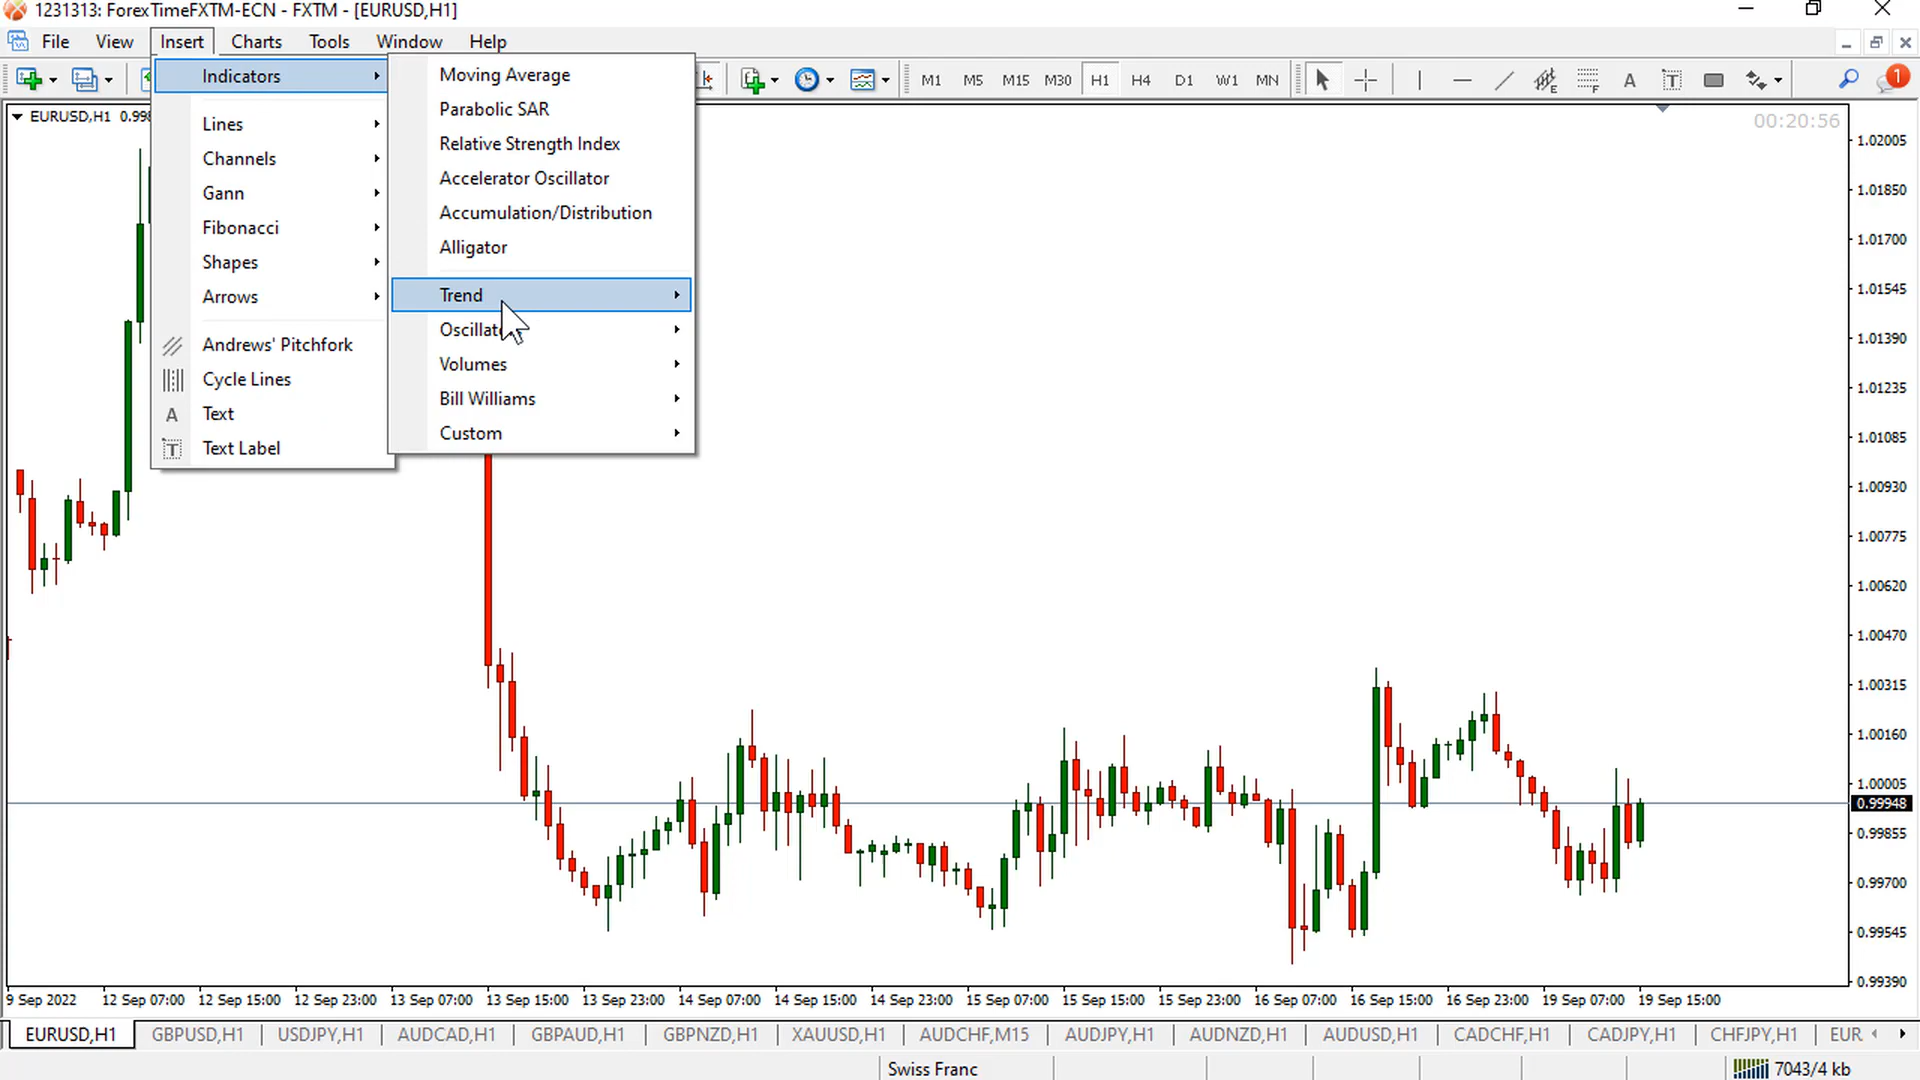 1231313: ForexTimeFXTM-ECN - FXTM - [EURUSD,H1]
File View Insert Charts Tools Window Help
M1 M5 M15 M30 H1 H4 D1 W1 MN
E F A T 1
EURUSD,H1
00:20:56
Indicators
Lines
Channels
Gann
Fibonacci
Shapes
Arrows
Andrews' Pitchfork
Cycle Lines
A Text
T Text Label
Moving Average
Parabolic SAR
Relative Strength Index
Accelerator Oscillator
Accumulation/Distribution
Alligator
Trend
Volumes
Bill Williams
Custom
1.02005
1.01850
1.01700
1.01545
1.01390
1.01235
1.01085
1.00930
1.00775
1.00620
1.00470
1.00315
1.00160
1.00005
0.99948
0.99855
0.99700
0.99545
0.99390
9 Sep 2022 12 Sep 07:00 12 Sep 15:00 12 Sep 23:00 13 Sep 07:00 13 Sep 15:00 13 Sep 23:00 14 Sep 07:00 14 Sep 15:00 14 Sep 23:00 15 Sep 07:00 15 Sep 15:00 15 Sep 23:00 16 Sep 07:00 16 Sep 15:00 16 Sep 23:00 19 Sep 07:00 19 Sep 15:00
EURUSD,H1 GBPUSD,H1 USDJPY,H1 AUDCAD,H1 GBPAUD,H1 GBPNZD,H1 XAUUSD,H1 AUDCHF,M15 AUDJPY,H1 AUDNZD,H1 AUDUSD,H1 CADCHF,H1 CADJPY,H1 CHFJPY,H1 EUR
Swiss Franc 7043/4 kb